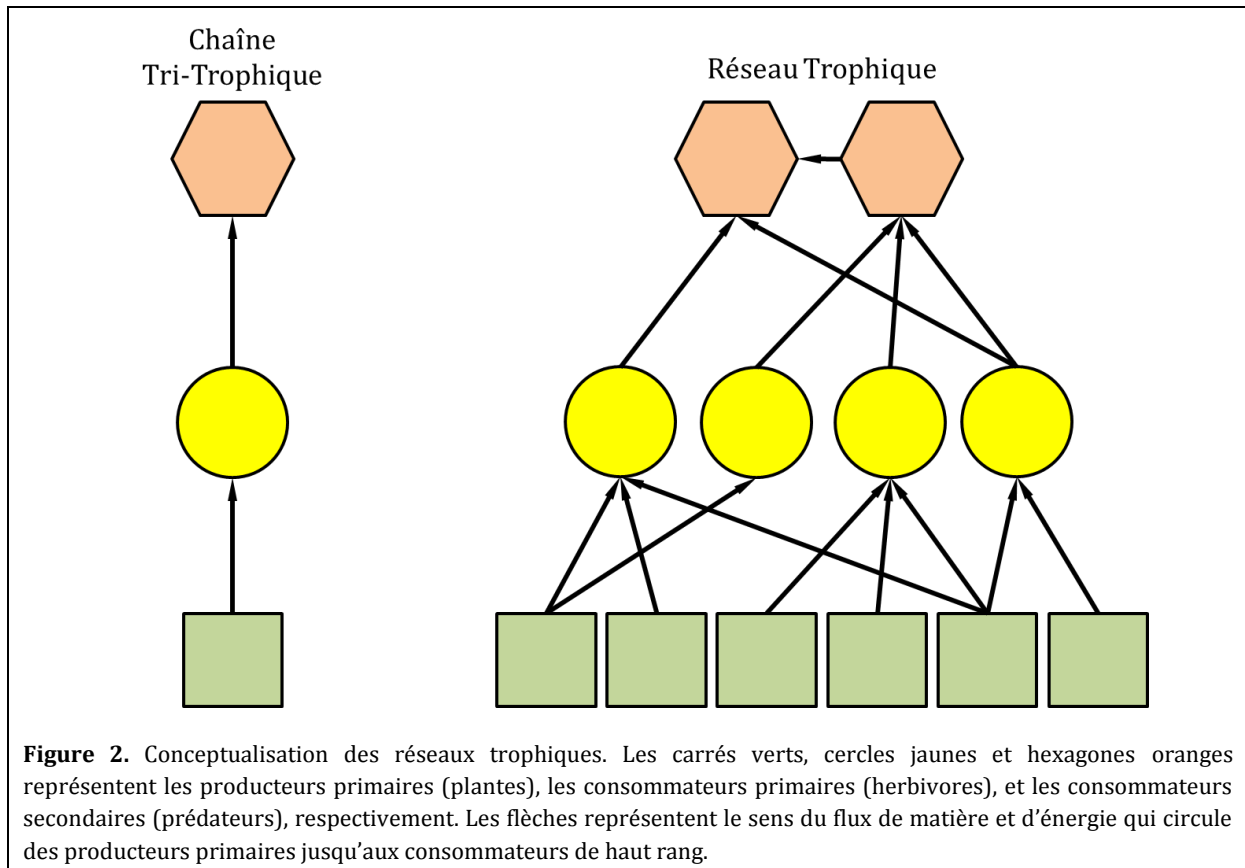 Chaîne
Tri-Trophique
Réseau Trophique
Figure 2. Conceptualisation des réseaux trophiques. Les carrés verts, cercles jaunes et hexagones oranges
représentent les producteurs primaires (plantes), les consommateurs primaires (herbivores), et les consommateurs
secondaires (prédateurs), respectivement. Les flèches représentent le sens du flux de matière et d'énergie qui circule
des producteurs primaires jusqu'aux consommateurs de haut rang.